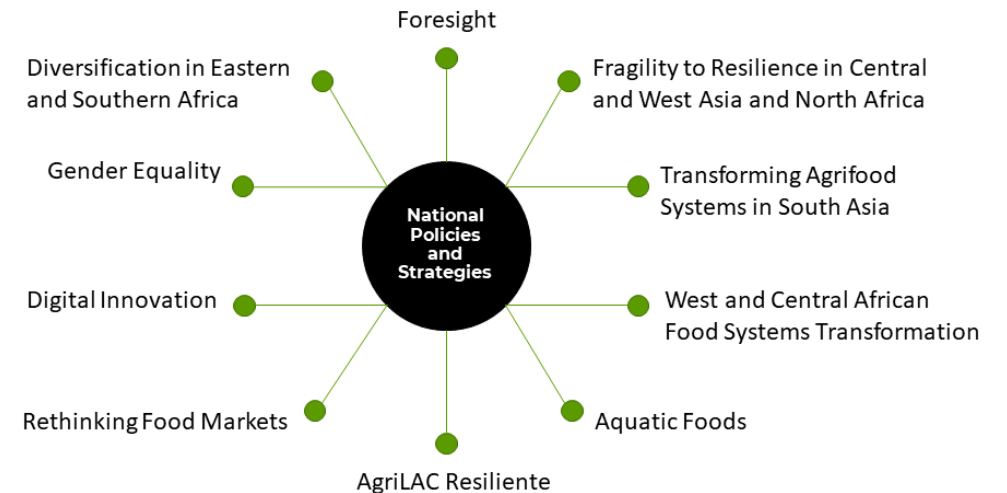 Foresight
Diversification in Eastern
and Southern Africa
Fragility to Resilience in Central
and West Asia and North Africa
Gender Equality
Transforming Agrifood
Systems in South Asia
National
Policies
and
Strategies
Digital Innovation
West and Central African
Food Systems Transformation
Rethinking Food Markets
Aquatic Foods
AgriLAC Resiliente